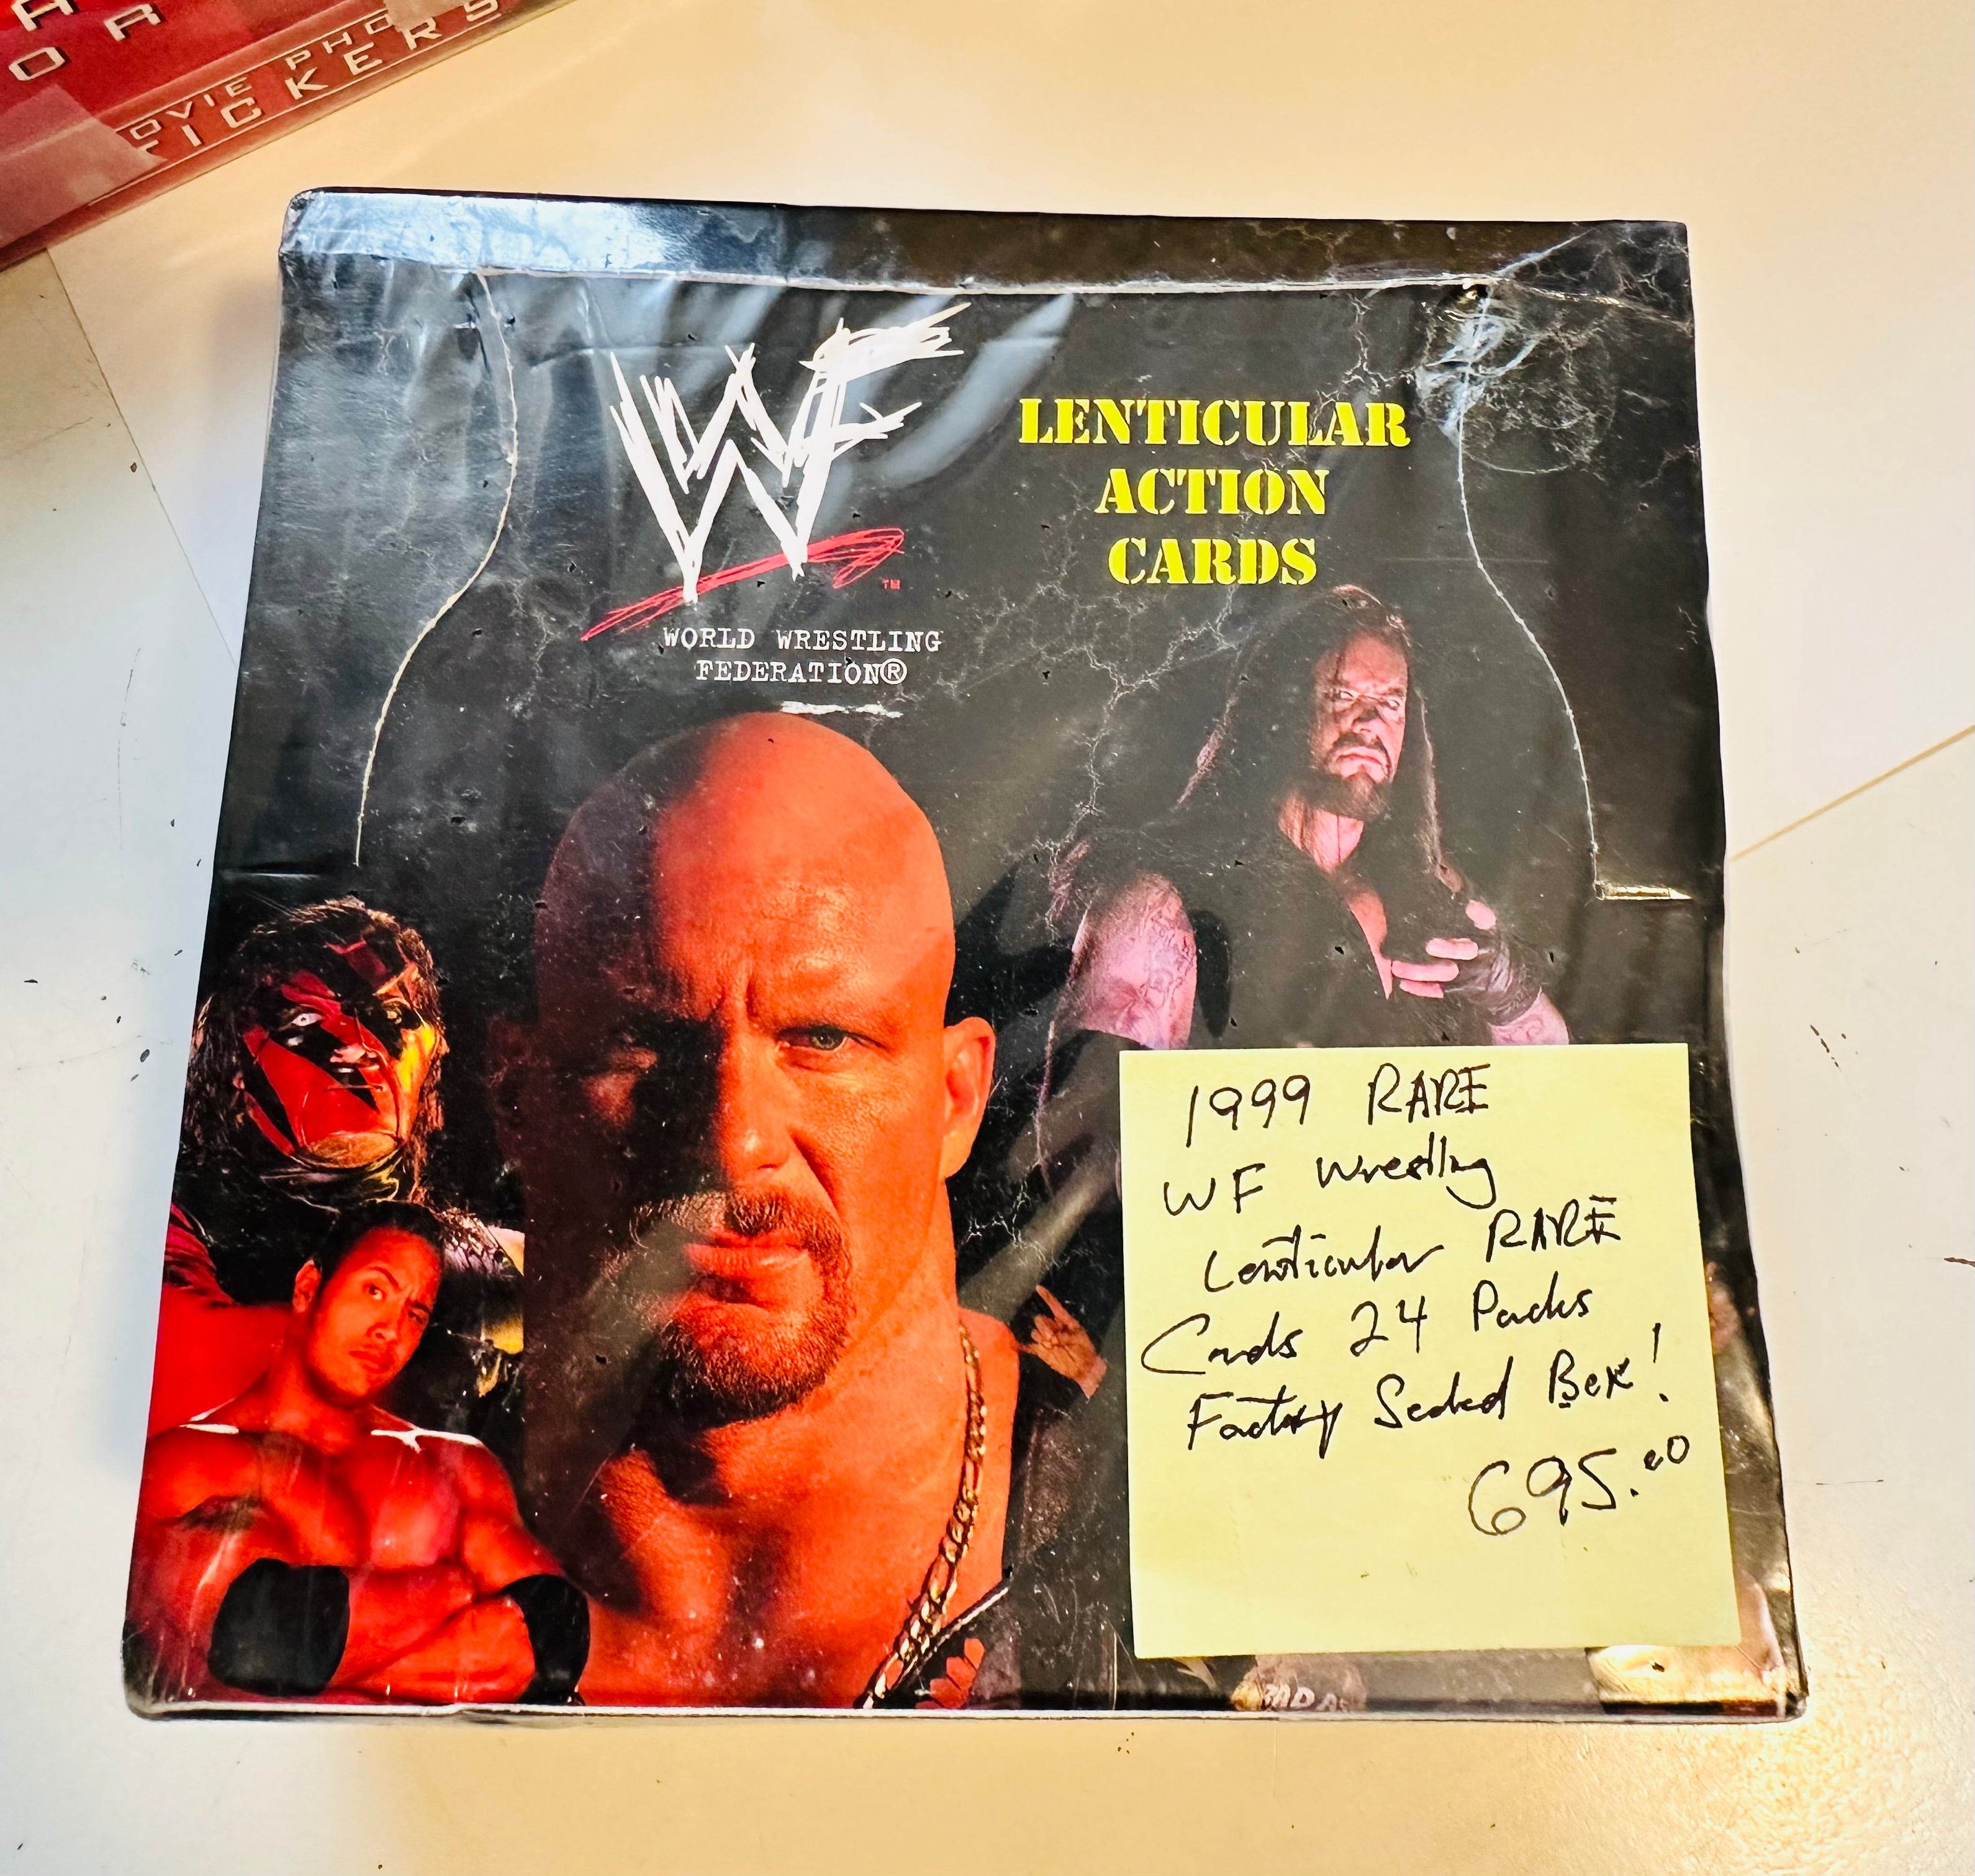 OVIE PHO
TICKERS
WF
LENTICULAR
ACTION
CARDS
WORLD WRESTLING
FEDERATION®
1999 RARE
WF Wrestling
Lenticular RARE
Cards 24 Packs
Factory Sealed Box!
695.00